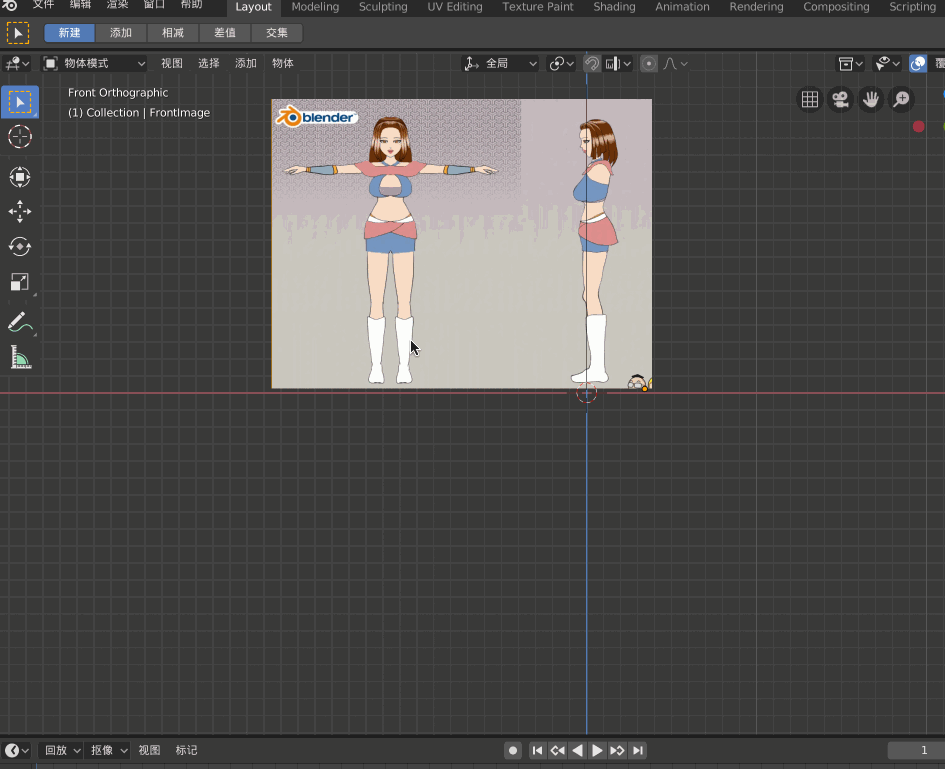 文件 编辑 渲染 窗口 帮助 Layout Modeling Sculpting UV Editing Texture Paint Shading Animation Rendering Compositing Scripting
新建 添加 相减 差值 交集
物体模式 视图 选择 添加 物体 全局
Front Orthographic
(1) Collection | FrontImage
blender
回放 抠像 视图 标记 1